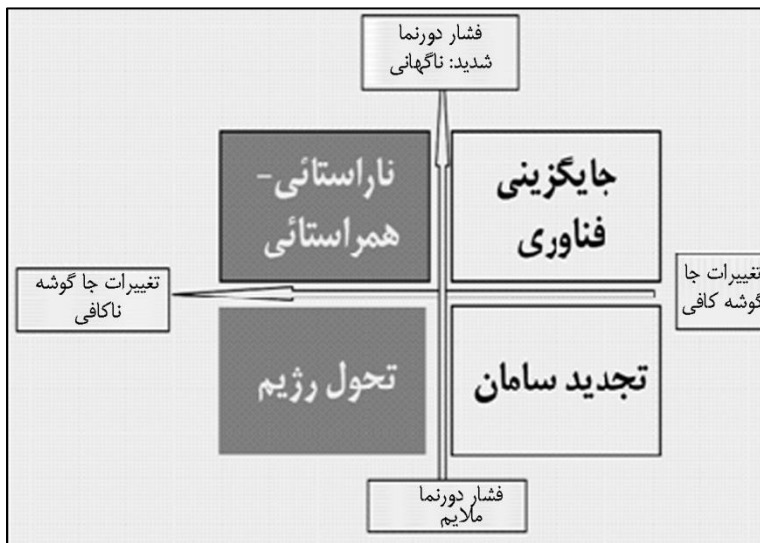 فشار دورنما
شدید: ناگهانی
جایگزینی
فناوری
ناراستائی-
همراستائی
تغییرات جا
گوشه کافی
تغییرات جا گوشه
ناکافی
تجدید سامان
تحول رژیم
فشار دورنما
ملایم